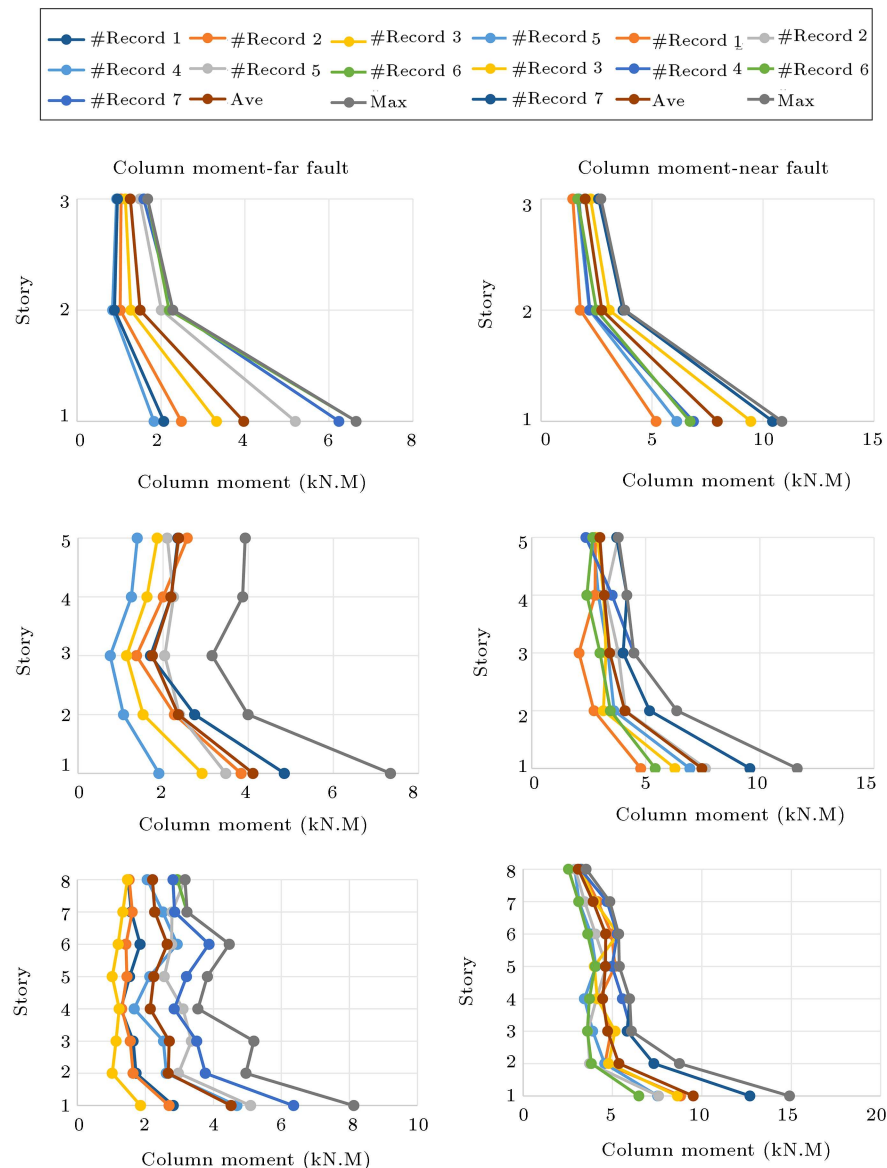 #Record 1 #Record 2 #Record 3 #Record 5 #Record 1 #Record 2
#Record 4 #Record 5 #Record 6 #Record 3 #Record 4 #Record 6
#Record 7 Ave Max #Record 7 Ave Max
Column moment-far fault
3
2
1
Story
0 2 4 6 8
Column moment (kN.M)
Column moment-near fault
3
2
1
Story
0 5 10 15
Column moment (kN.M)
5
4
3
2
1
Story
0 2 4 6 8
Column moment (kN.M)
5
4
3
2
1
Story
0 5 10 15
Column moment (kN.M)
8
7
6
5
4
3
2
1
Story
0 2 4 6 8 10
Column moment (kN.M)
8
7
6
5
4
3
2
1
Story
0 5 10 15 20
Column moment (kN.M)